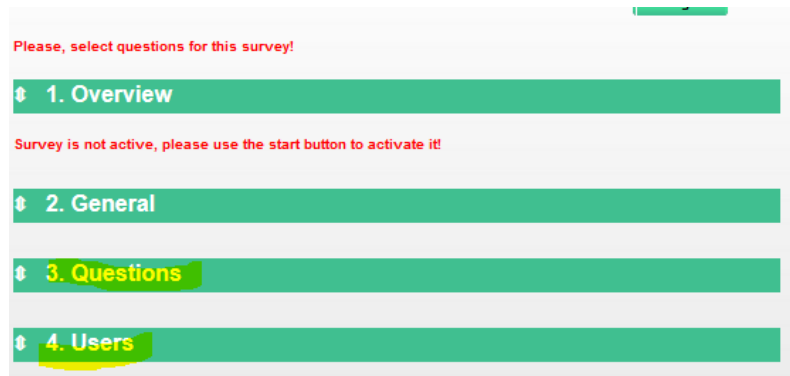 Please, select questions for this survey!
1. Overview
Survey is not active, please use the start button to activate it!
2. General
3. Questions
4. Users